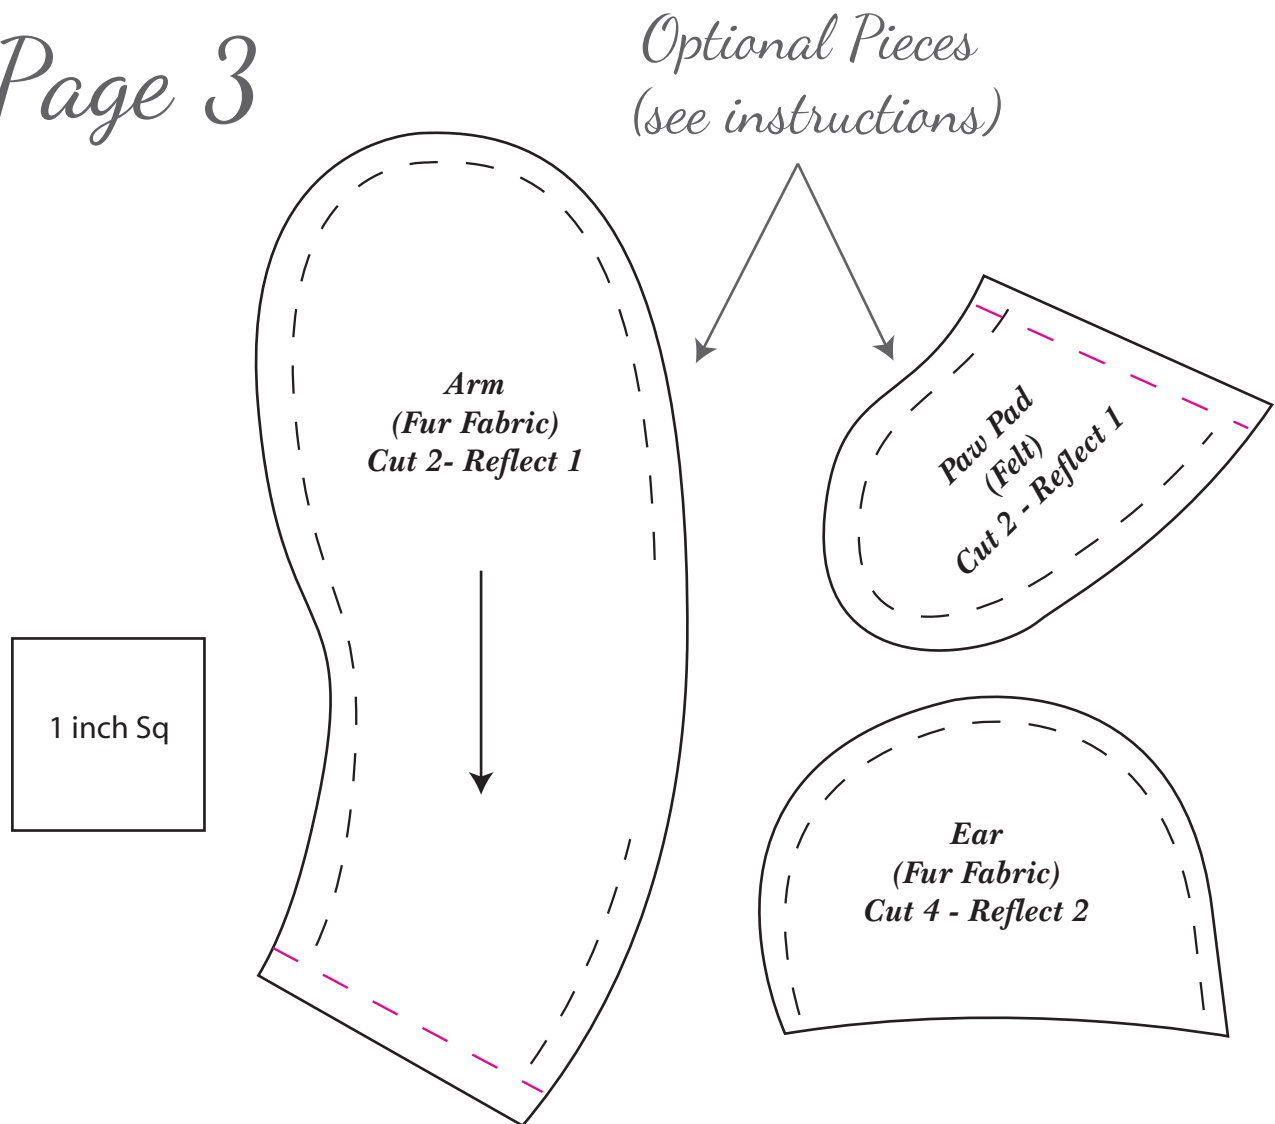 Page 3
Optional Pieces
(see instructions)
Arm
(Fur Fabric)
Cut 2- Reflect 1
Paw Pad
(Felt)
Cut 2 - Reflect 1
1 inch Sq
Ear
(Fur Fabric)
Cut 4 - Reflect 2